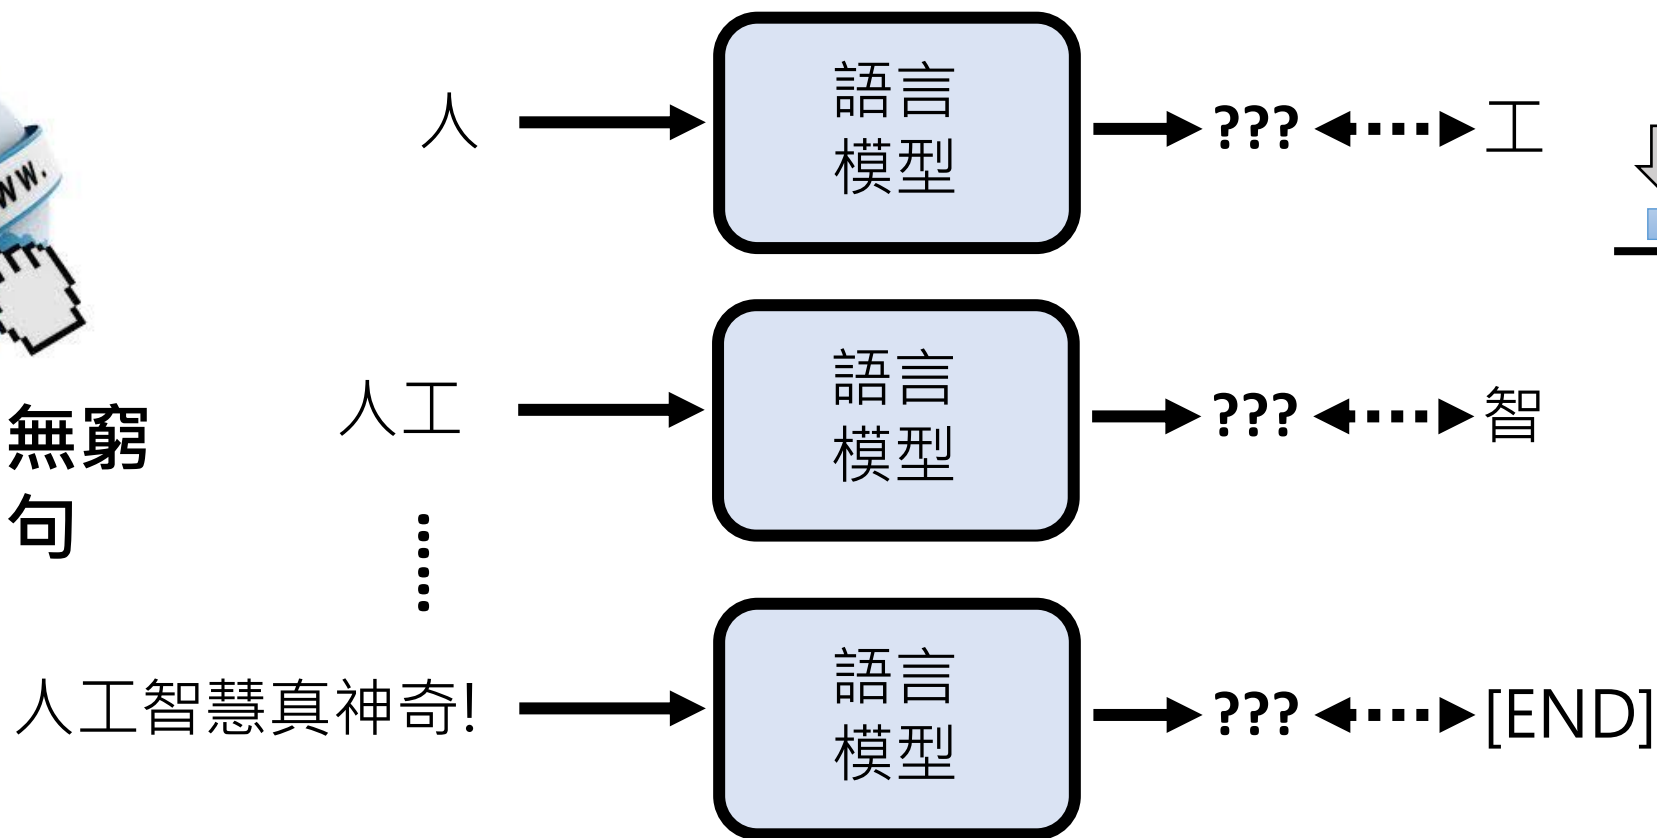 WW.
無窮
句
人
語言
模型
???
工
人工
語言
模型
???
智
人工智慧真神奇!
語言
模型
???
[END]